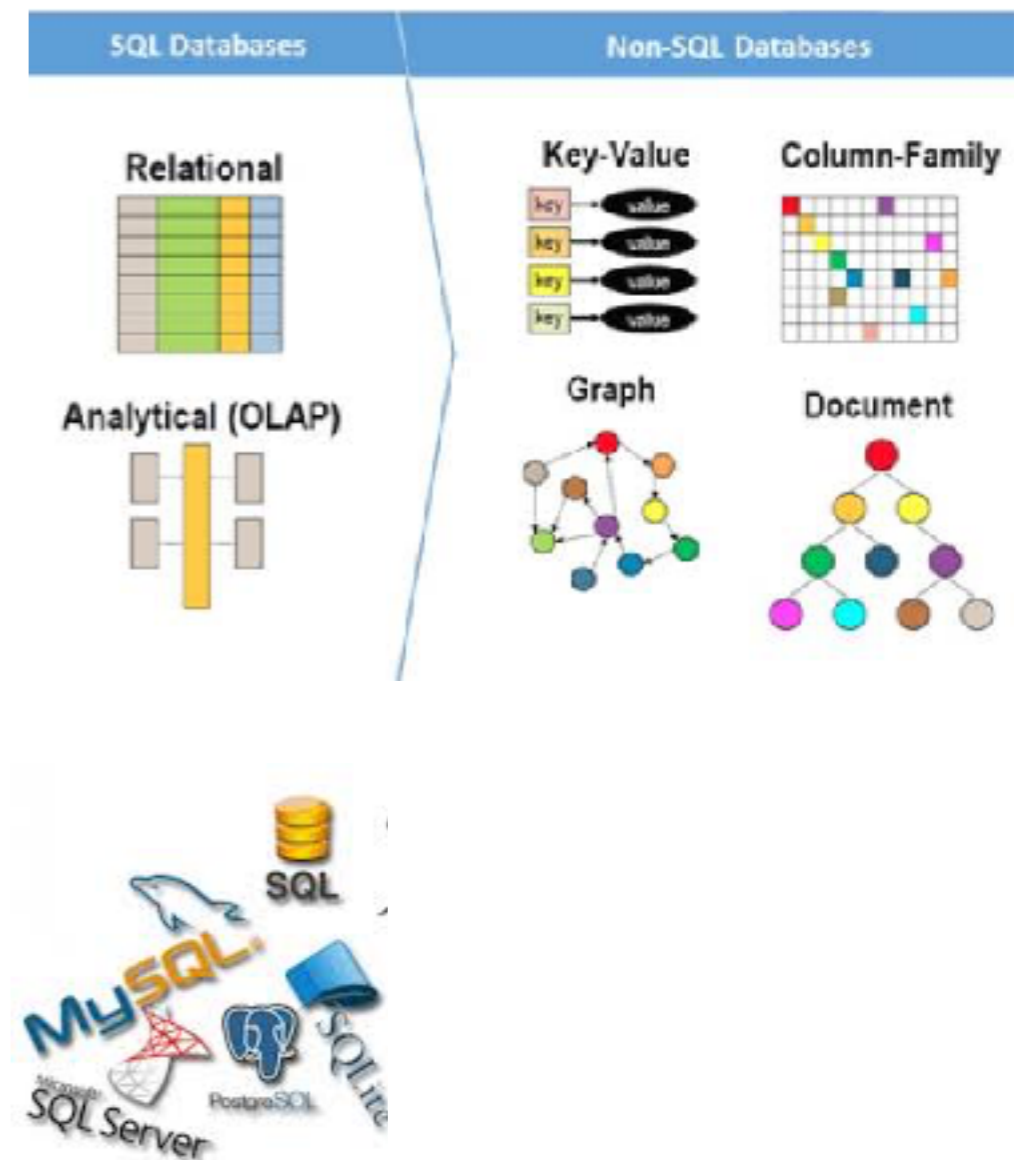 SQL Databases
Non-SQL Databases
Relational
Key-Value
Column-Family
key value
key value
key value
key value
Analytical (OLAP)
Graph
Document
SQL
MySQL
SQLite
PostgreSQL
Microsoft
SQL Server